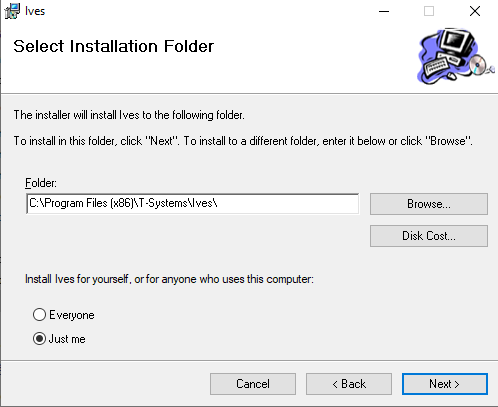 Ives
Select Installation Folder
The installer will install Ives to the following folder.
To install in this folder, click "Next". To install to a different folder, enter it below or click "Browse".
Folder:
C:\Program Files (x86)\T-Systems\Ives\
Browse...
Disk Cost...
Install Ives for yourself, or for anyone who uses this computer:
Everyone
Just me
Cancel
< Back
Next >